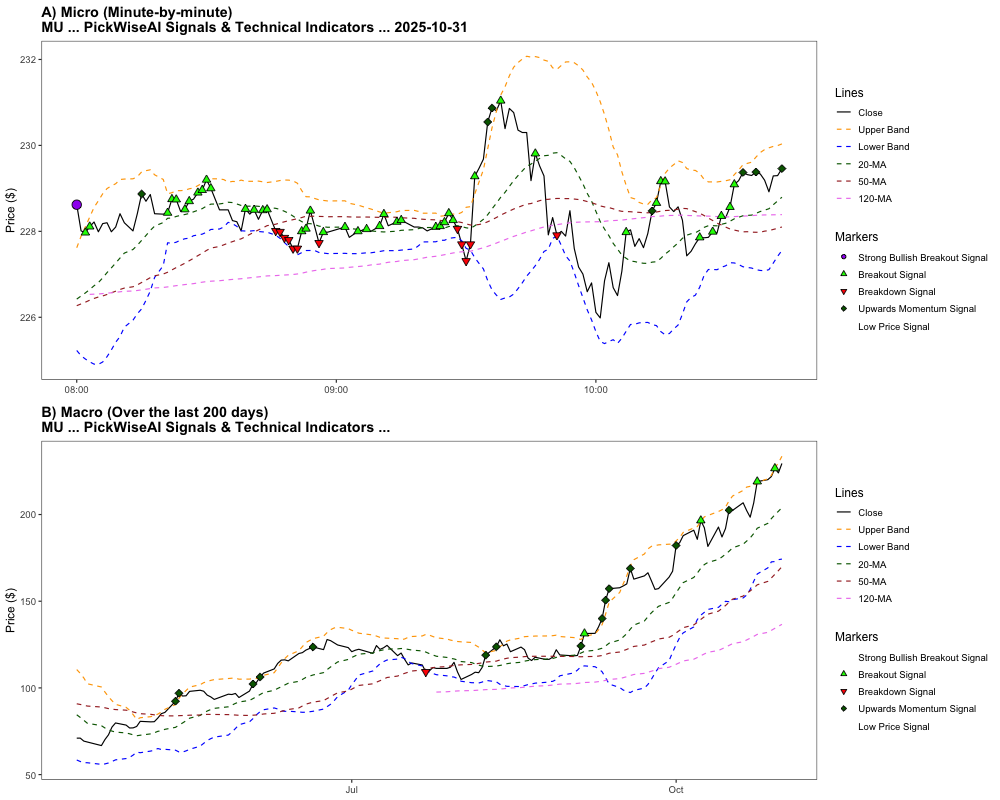 A) Micro (Minute-by-minute)
MU ... PickWiseAI Signals & Technical Indicators ... 2025-10-31
Price ($)
232
230
228
226
08:00
09:00
10:00
Lines
Close
Upper Band
Lower Band
20-MA
50-MA
120-MA
Markers
Strong Bullish Breakout Signal
Breakout Signal
Breakdown Signal
Upwards Momentum Signal
Low Price Signal
B) Macro (Over the last 200 days)
MU ... PickWiseAI Signals & Technical Indicators ...
Price ($)
200
150
100
50
Jul
Oct
Lines
Close
Upper Band
Lower Band
20-MA
50-MA
120-MA
Markers
Strong Bullish Breakout Signal
Breakout Signal
Breakdown Signal
Upwards Momentum Signal
Low Price Signal